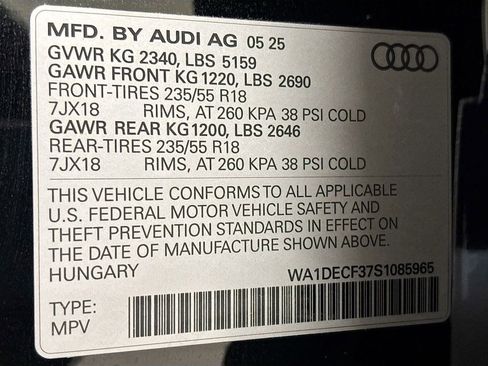 MFD. BY AUDI AG 05 25
GVWR KG 2340, LBS 5159
GAWR FRONT KG 1220, LBS 2690
FRONT-TIRES 235/55 R18
7JX18 RIMS, AT 260 KPA 38 PSI COLD
GAWR REAR KG1200, LBS 2646
REAR-TIRES 235/55 R18
7JX18 RIMS, AT 260 KPA 38 PSI COLD
THIS VEHICLE CONFORMS TO ALL APPLICABLE
U.S. FEDERAL MOTOR VEHICLE SAFETY AND
THEFT PREVENTION STANDARDS IN EFFECT ON
THE DATE OF MANUFACTURE SHOWN ABOVE.
HUNGARY WA1DECF37S1085965
TYPE:
MPV